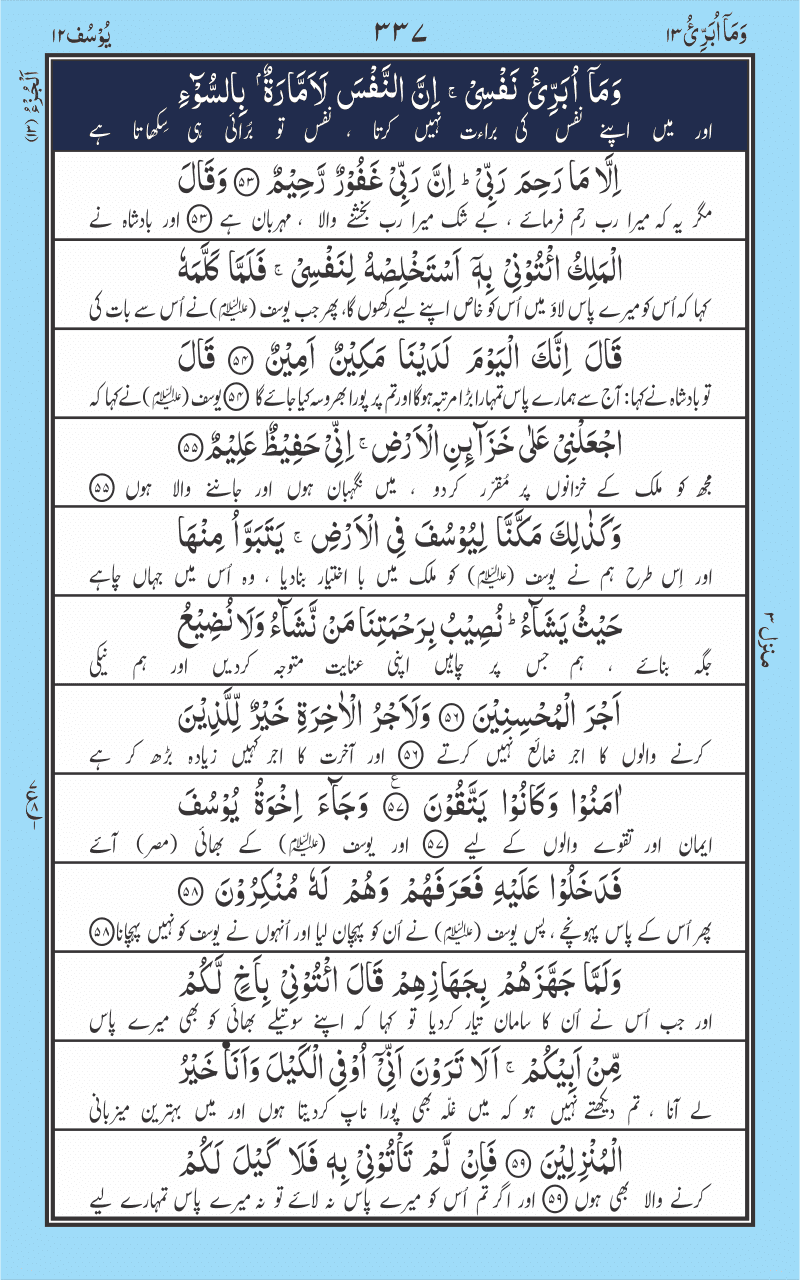 وَمَآ اُبَرِّئُ ١٣
٣٣٧
يُوْسُف ١٢
اَلْجُزْءُ (١٣)
وَمَآ اُبَرِّئُ نَفْسِیْ ۚ اِنَّ النَّفْسَ لَاَمَّارَةٌۢ بِالسُّوْٓءِ
اور میں اپنے نفس کی براءت نہیں کرتا ، نفس تو بُرائی ہی سِکھاتا ہے
اِلَّا مَا رَحِمَ رَبِّیْ ؕ اِنَّ رَبِّیْ غَفُوْرٌ رَّحِیْمٌ ﴿۵۳﴾ وَقَالَ
مگر یہ کہ میرا رب رحم فرمائے ، بے شک میرا رب بخشنے والا ، مہربان ہے ﴿۵۳﴾ اور بادشاہ نے
الْمَلِكُ ائْتُوْنِیْ بِهٖۤ اَسْتَخْلِصْهُ لِنَفْسِیْ ۚ فَلَمَّا كَلَّمَهٗ
کہا کہ اُس کو میرے پاس لاؤ میں اُس کو خاص اپنے لیے رکھوں گا، پھر جب یوسف (علیہ السلام) نے اُس سے بات کی
قَالَ اِنَّكَ الْیَوْمَ لَدَیْنَا مَكِیْنٌ اَمِیْنٌ ﴿۵۴﴾ قَالَ
تو بادشاہ نے کہا: آج سے ہمارے پاس تمہارا بڑا مرتبہ ہوگا اور تم پر پورا بھروسہ کیا جائے گا ﴿۵۴﴾ یوسف (علیہ السلام) نے کہا کہ
اجْعَلْنِیْ عَلٰی خَزَآىِٕنِ الْاَرْضِ ۚ اِنِّیْ حَفِیْظٌ عَلِیْمٌ ﴿۵۵﴾
مجھ کو ملک کے خزانوں پر مُقرّر کردو ، میں نگہبان ہوں اور جاننے والا ہوں ﴿۵۵﴾
وَكَذٰلِكَ مَكَّنَّا لِیُوْسُفَ فِی الْاَرْضِ ۚ یَتَبَوَّاُ مِنْهَا
اور اِس طرح ہم نے یوسف (علیہ السلام) کو ملک میں با اختیار بنادیا ، وہ اُس میں جہاں چاہے
حَیْثُ یَشَآءُ ؕ نُصِیْبُ بِرَحْمَتِنَا مَنْ نَّشَآءُ وَلَا نُضِیْعُ
جگہ بنائے ، ہم جس پر چاہیں اپنی عنایت متوجہ کردیں اور ہم نیکی
منزل ٣
اَجْرَ الْمُحْسِنِیْنَ ﴿۵۶﴾ وَلَاَجْرُ الْاٰخِرَةِ خَیْرٌ لِّلَّذِیْنَ
کرنے والوں کا اجر ضائع نہیں کرتے ﴿۵۶﴾ اور آخرت کا اجر کہیں زیادہ بڑھ کر ہے
اٰمَنُوْا وَكَانُوْا یَتَّقُوْنَ ﴿۵۷﴾ ۧ وَجَآءَ اِخْوَةُ یُوْسُفَ
ایمان اور تقوے والوں کے لیے ﴿۵۷﴾ اور یوسف (علیہ السلام) کے بھائی (مصر) آئے
فَدَخَلُوْا عَلَیْهِ فَعَرَفَهُمْ وَهُمْ لَهٗ مُنْكِرُوْنَ ﴿۵۸﴾
پھر اُس کے پاس پہونچے ، پس یوسف (علیہ السلام) نے اُن کو پہچان لیا اور اُنہوں نے یوسف کو نہیں پہچانا ﴿۵۸﴾
وَلَمَّا جَهَّزَهُمْ بِجَهَازِهِمْ قَالَ ائْتُوْنِیْ بِاَخٍ لَّكُمْ
اور جب اُس نے اُن کا سامان تیار کردیا تو کہا کہ اپنے سوتیلے بھائی کو بھی میرے پاس
مِّنْ اَبِیْكُمْ ۚ اَلَا تَرَوْنَ اَنِّیْۤ اُوْفِی الْكَیْلَ وَاَنَا خَیْرُ
لے آنا ، تم دیکھتے نہیں ہو کہ میں غلّہ بھی پورا ناپ کردیتا ہوں اور میں بہترین میزبانی
الْمُنْزِلِیْنَ ﴿۵۹﴾ فَاِنْ لَّمْ تَاْتُوْنِیْ بِهٖ فَلَا كَیْلَ لَكُمْ
کرنے والا بھی ہوں ﴿۵۹﴾ اور اگر تم اُس کو میرے پاس نہ لائے تو نہ میرے پاس تمہارے لیے